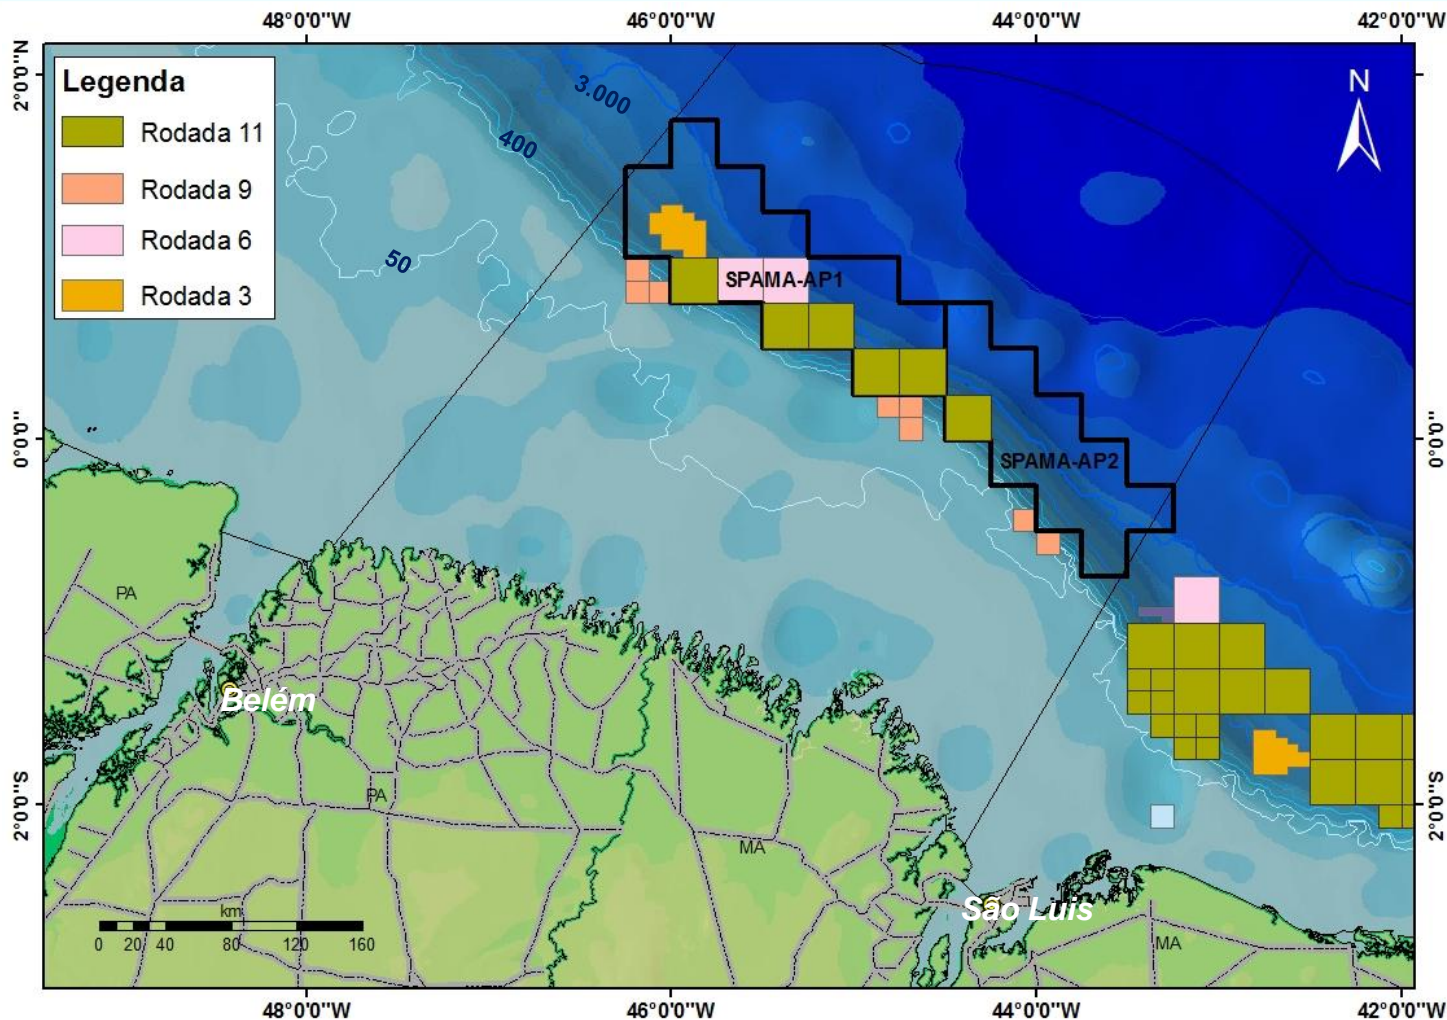 48°0'0"W 46°0'0"W 44°0'0"W 42°0'0"W
2°0'0"N
Legenda
Rodada 11
Rodada 9
Rodada 6
Rodada 3
3.000
400
50
N
SPAMA-AP1
SPAMA-AP2
0°0'0"
0°0'0"
PA
Belém
PA
MA
2°0'0"S
2°0'0"S
São Luis
MA
km
0 20 40 80 120 160
48°0'0"W 46°0'0"W 44°0'0"W 42°0'0"W